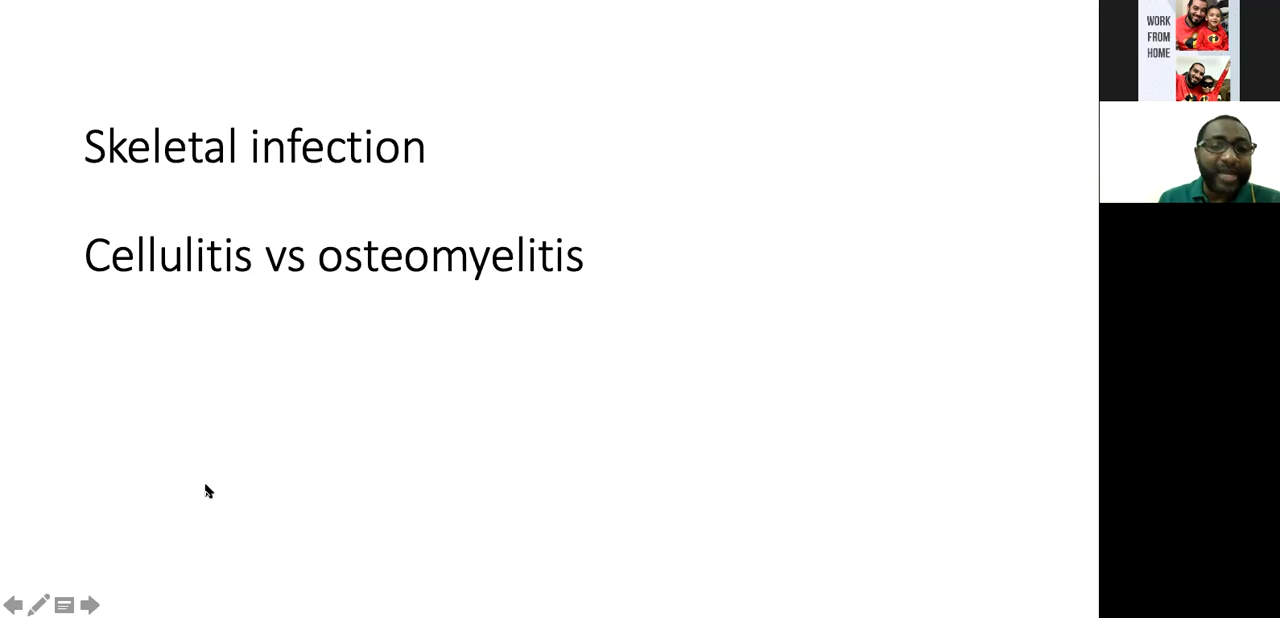 Skeletal infection
Cellulitis vs osteomyelitis
WORK
FROM
HOME